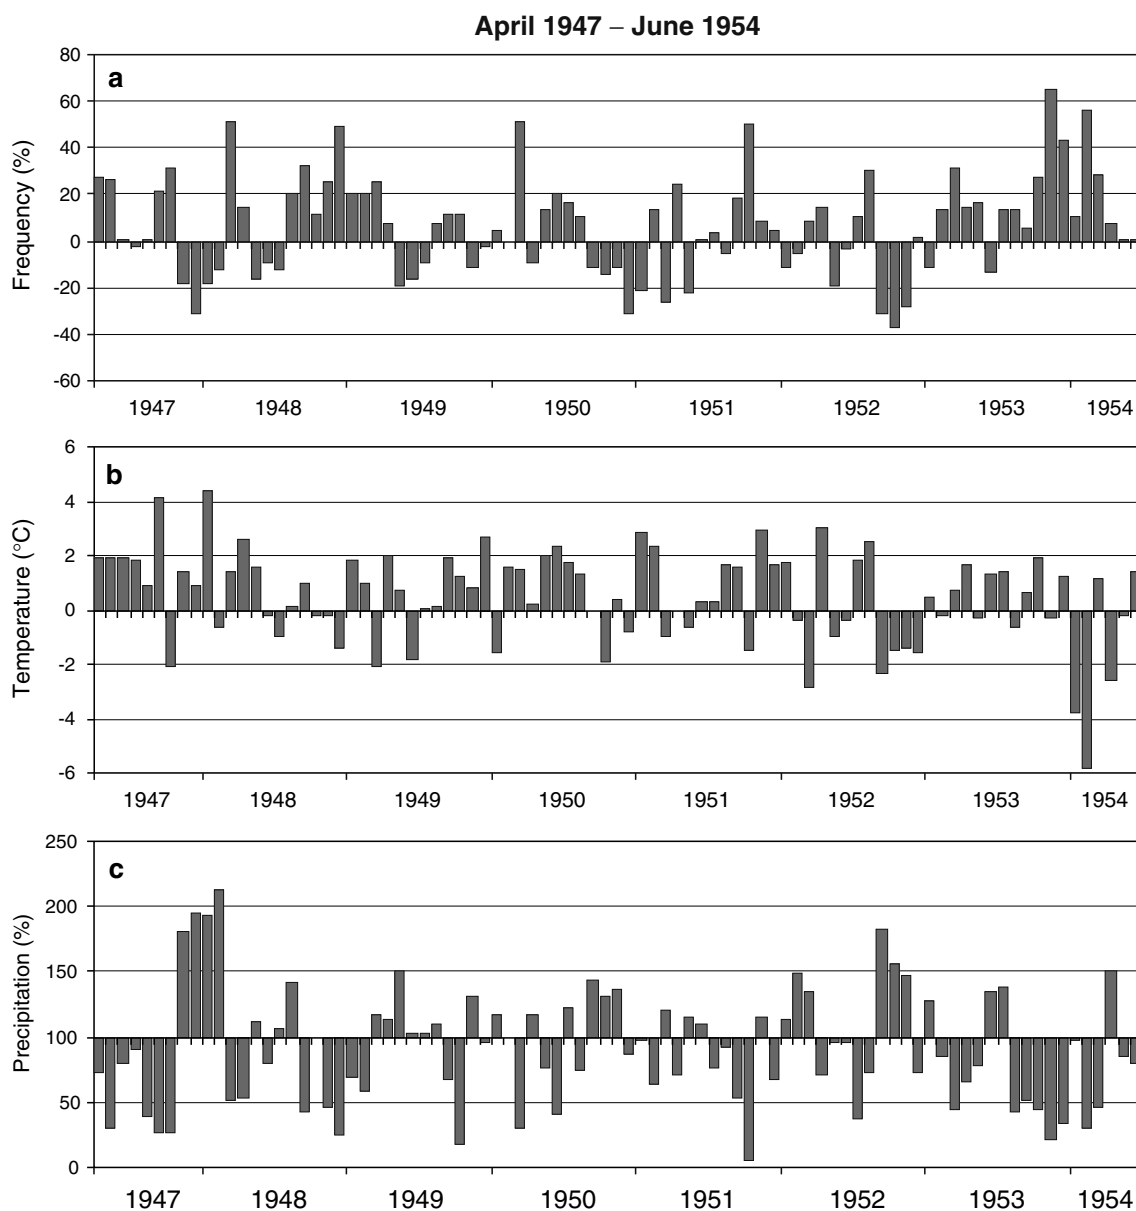 April 1947 – June 1954
a
Frequency (%)
80
60
40
20
0
-20
-40
-60
1947 1948 1949 1950 1951 1952 1953 1954
b
Temperature (°C)
6
4
2
0
-2
-4
-6
1947 1948 1949 1950 1951 1952 1953 1954
c
Precipitation (%)
250
200
150
100
50
0
1947 1948 1949 1950 1951 1952 1953 1954